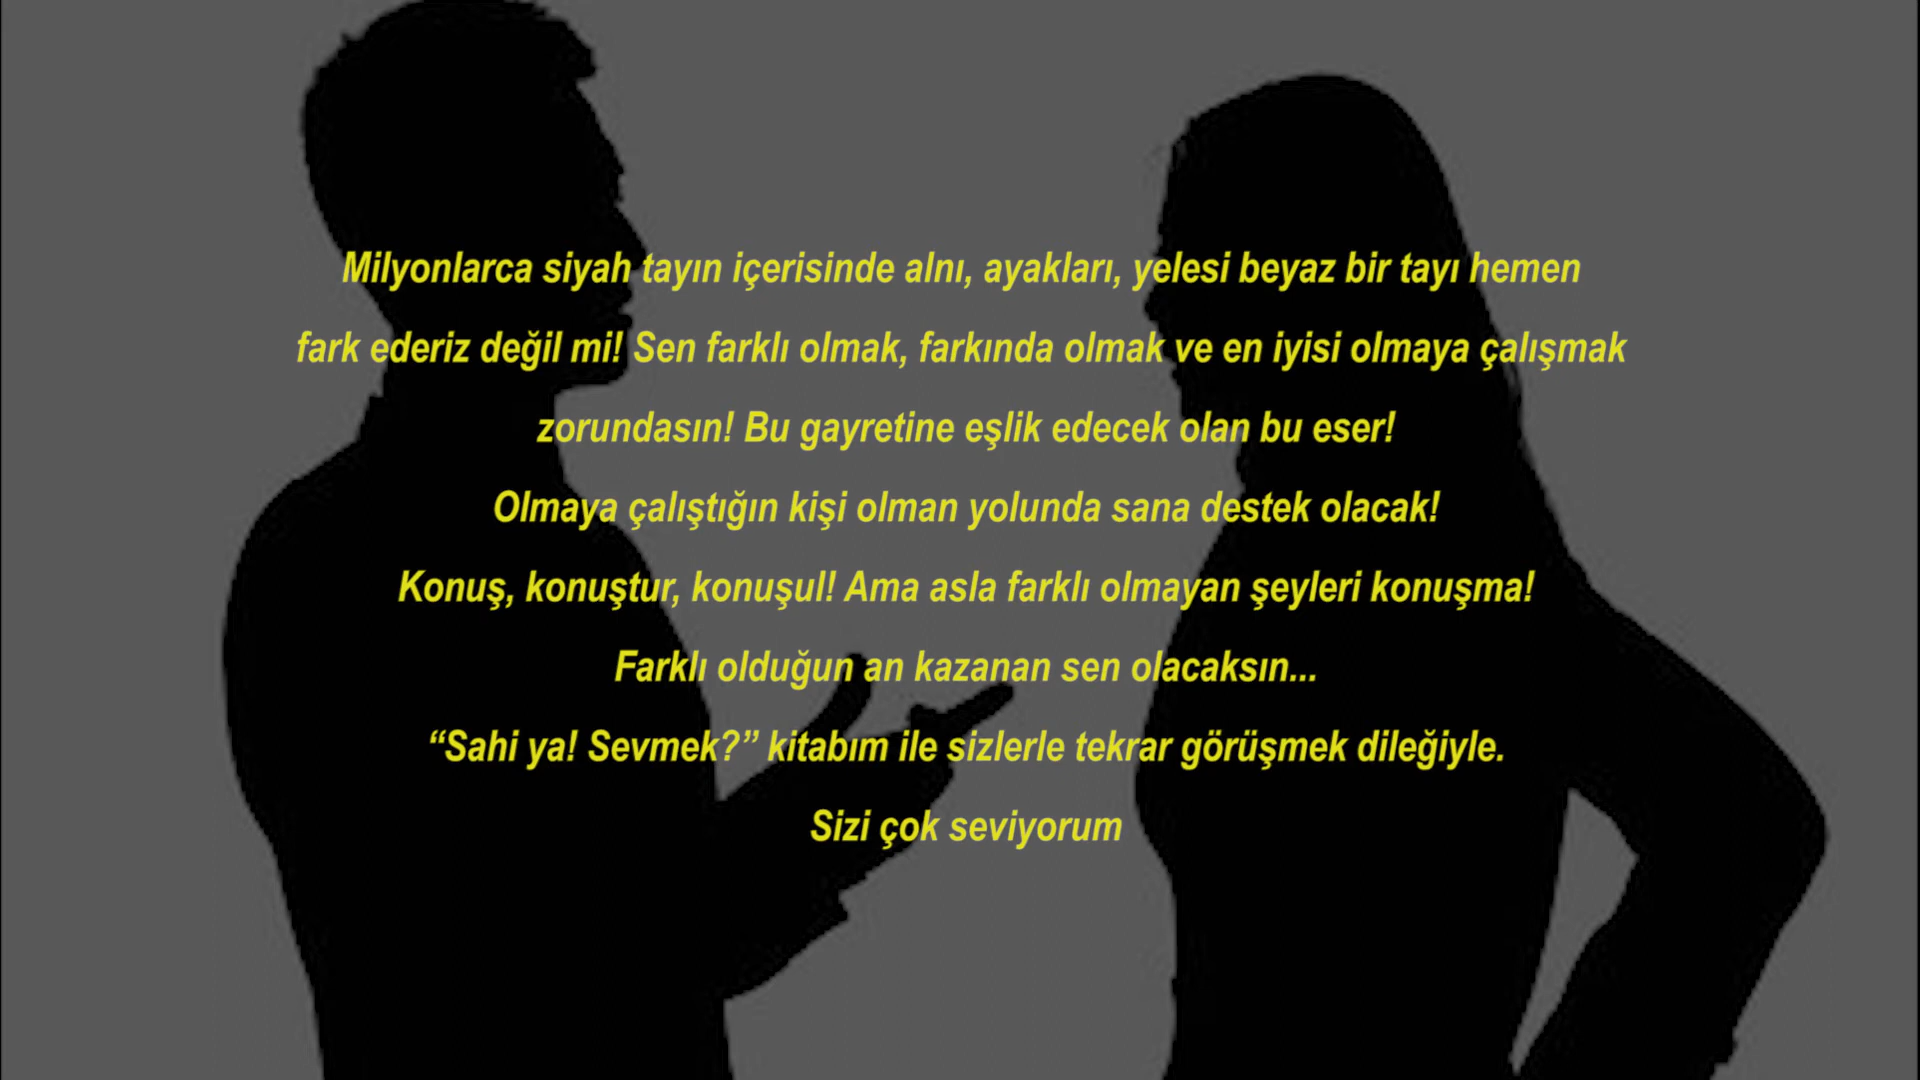 Milyonlarca siyah tayın içerisinde alnı, ayakları, yelesi beyaz bir tayı hemen
fark ederiz değil mi! Sen farklı olmak, farkında olmak ve en iyisi olmaya çalışmak
zorundasın! Bu gayretine eşlik edecek olan bu eser!
Olmaya çalıştığın kişi olman yolunda sana destek olacak!
Konuş, konuştur, konuşul! Ama asla farklı olmayan şeyleri konuşma!
Farklı olduğun an kazanan sen olacaksın...
“Sahi ya! Sevmek?” kitabım ile sizlerle tekrar görüşmek dileğiyle.
Sizi çok seviyorum